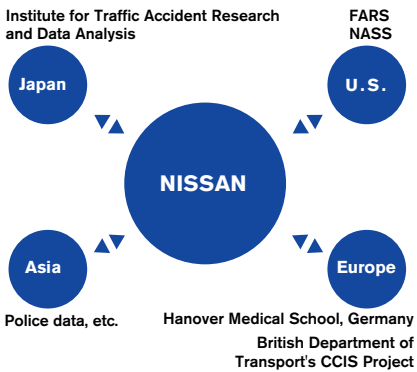 Institute for Traffic Accident Research
and Data Analysis
FARS
NASS
Japan
U.S.
NISSAN
Asia
Europe
Police data, etc.
Hanover Medical School, Germany
British Department of
Transport's CCIS Project